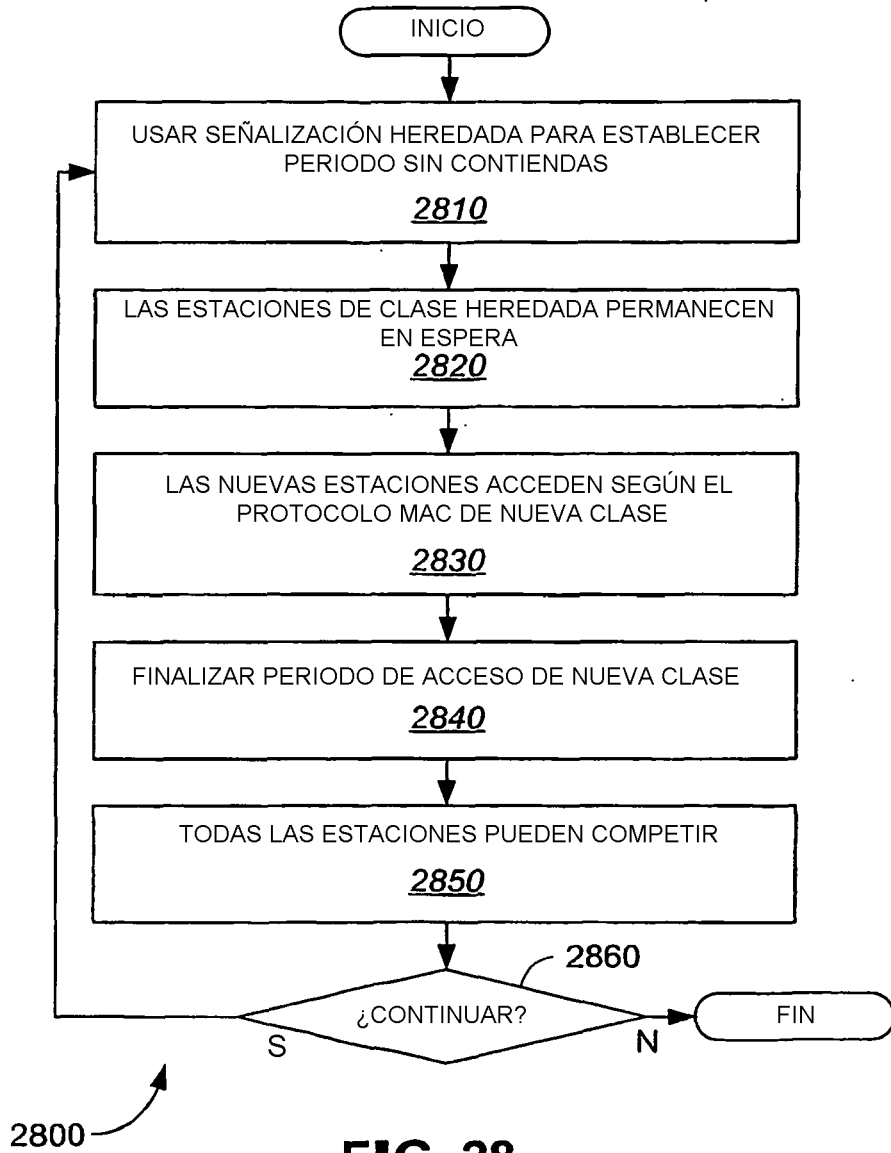 INICIO
USAR SEÑALIZACIÓN HEREDADA PARA ESTABLECER
PERIODO SIN CONTIENDAS
2810
LAS ESTACIONES DE CLASE HEREDADA PERMANECEN
EN ESPERA
2820
LAS NUEVAS ESTACIONES ACCEDEN SEGÚN EL
PROTOCOLO MAC DE NUEVA CLASE
2830
FINALIZAR PERIODO DE ACCESO DE NUEVA CLASE
2840
TODAS LAS ESTACIONES PUEDEN COMPETIR
2850
2860
¿CONTINUAR?
FIN
S
N
2800
FIG. 28